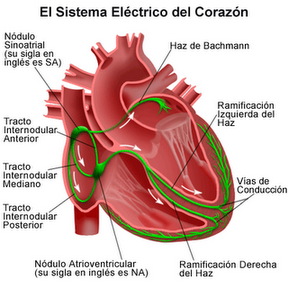 El Sistema Eléctrico del Corazón
Nódulo
Sinoatrial
(su sigla en
inglés es SA)
Haz de Bachmann
Ramificación
Izquierda del
Haz
Tracto
Internodular
Anterior
Tracto
Internodular
Mediano
Vías de
Conducción
Tracto
Internodular
Posterior
Nódulo Atrioventricular
(su sigla en inglés es NA)
Ramificación Derecha
del Haz